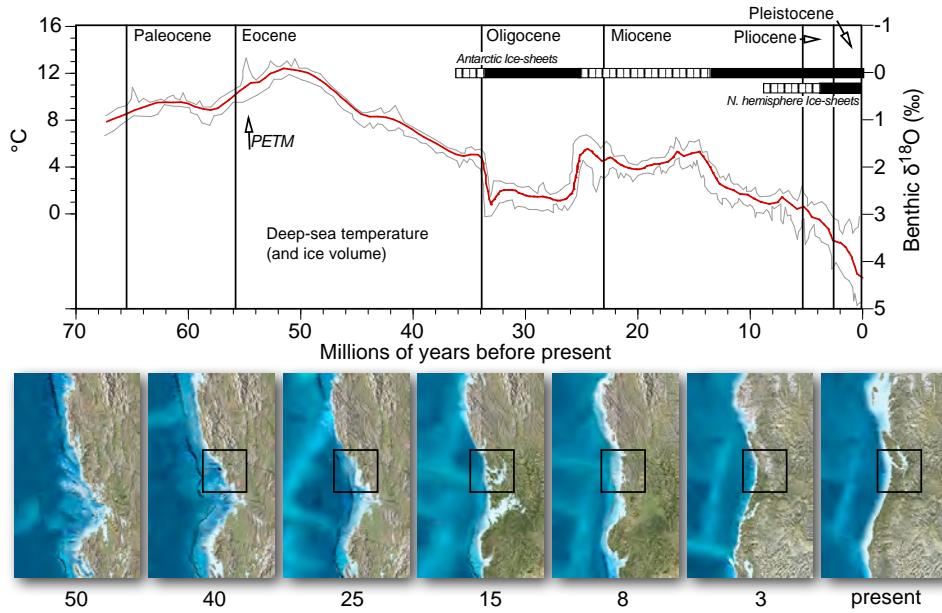 Pleistocene
16
Paleocene
Eocene
Oligocene
Miocene
Pliocene
-1
Antarctic Ice-sheets
12
0
N. hemisphere Ice-sheets
8
1
°C
PETM
4
2
0
3
Deep-sea temperature
(and ice volume)
4
5
Benthic δ18O (‰)
70
60
50
40
30
20
10
0
Millions of years before present
50
40
25
15
8
3
present